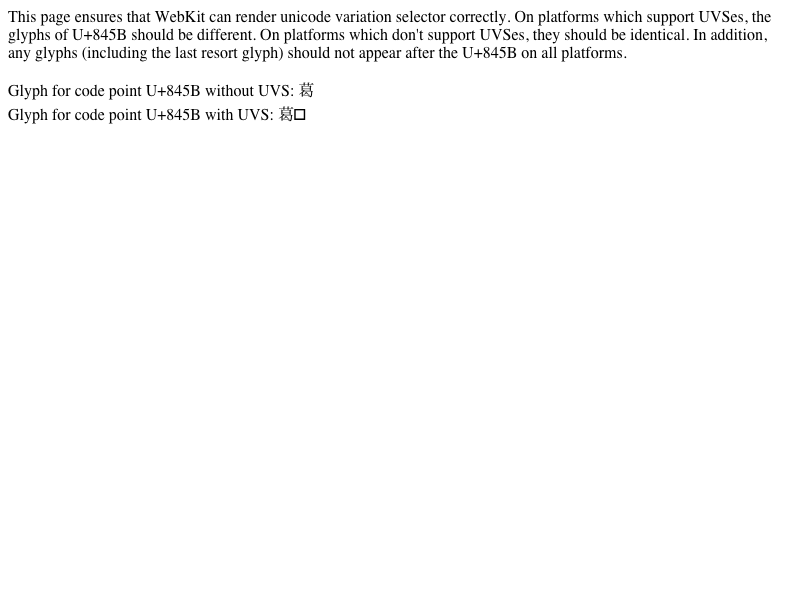 This page ensures that WebKit can render unicode variation selector correctly. On platforms which support UVSes, the
glyphs of U+845B should be different. On platforms which don't support UVSes, they should be identical. In addition,
any glyphs (including the last resort glyph) should not appear after the U+845B on all platforms.
Glyph for code point U+845B without UVS: 葛
Glyph for code point U+845B with UVS: 葛□